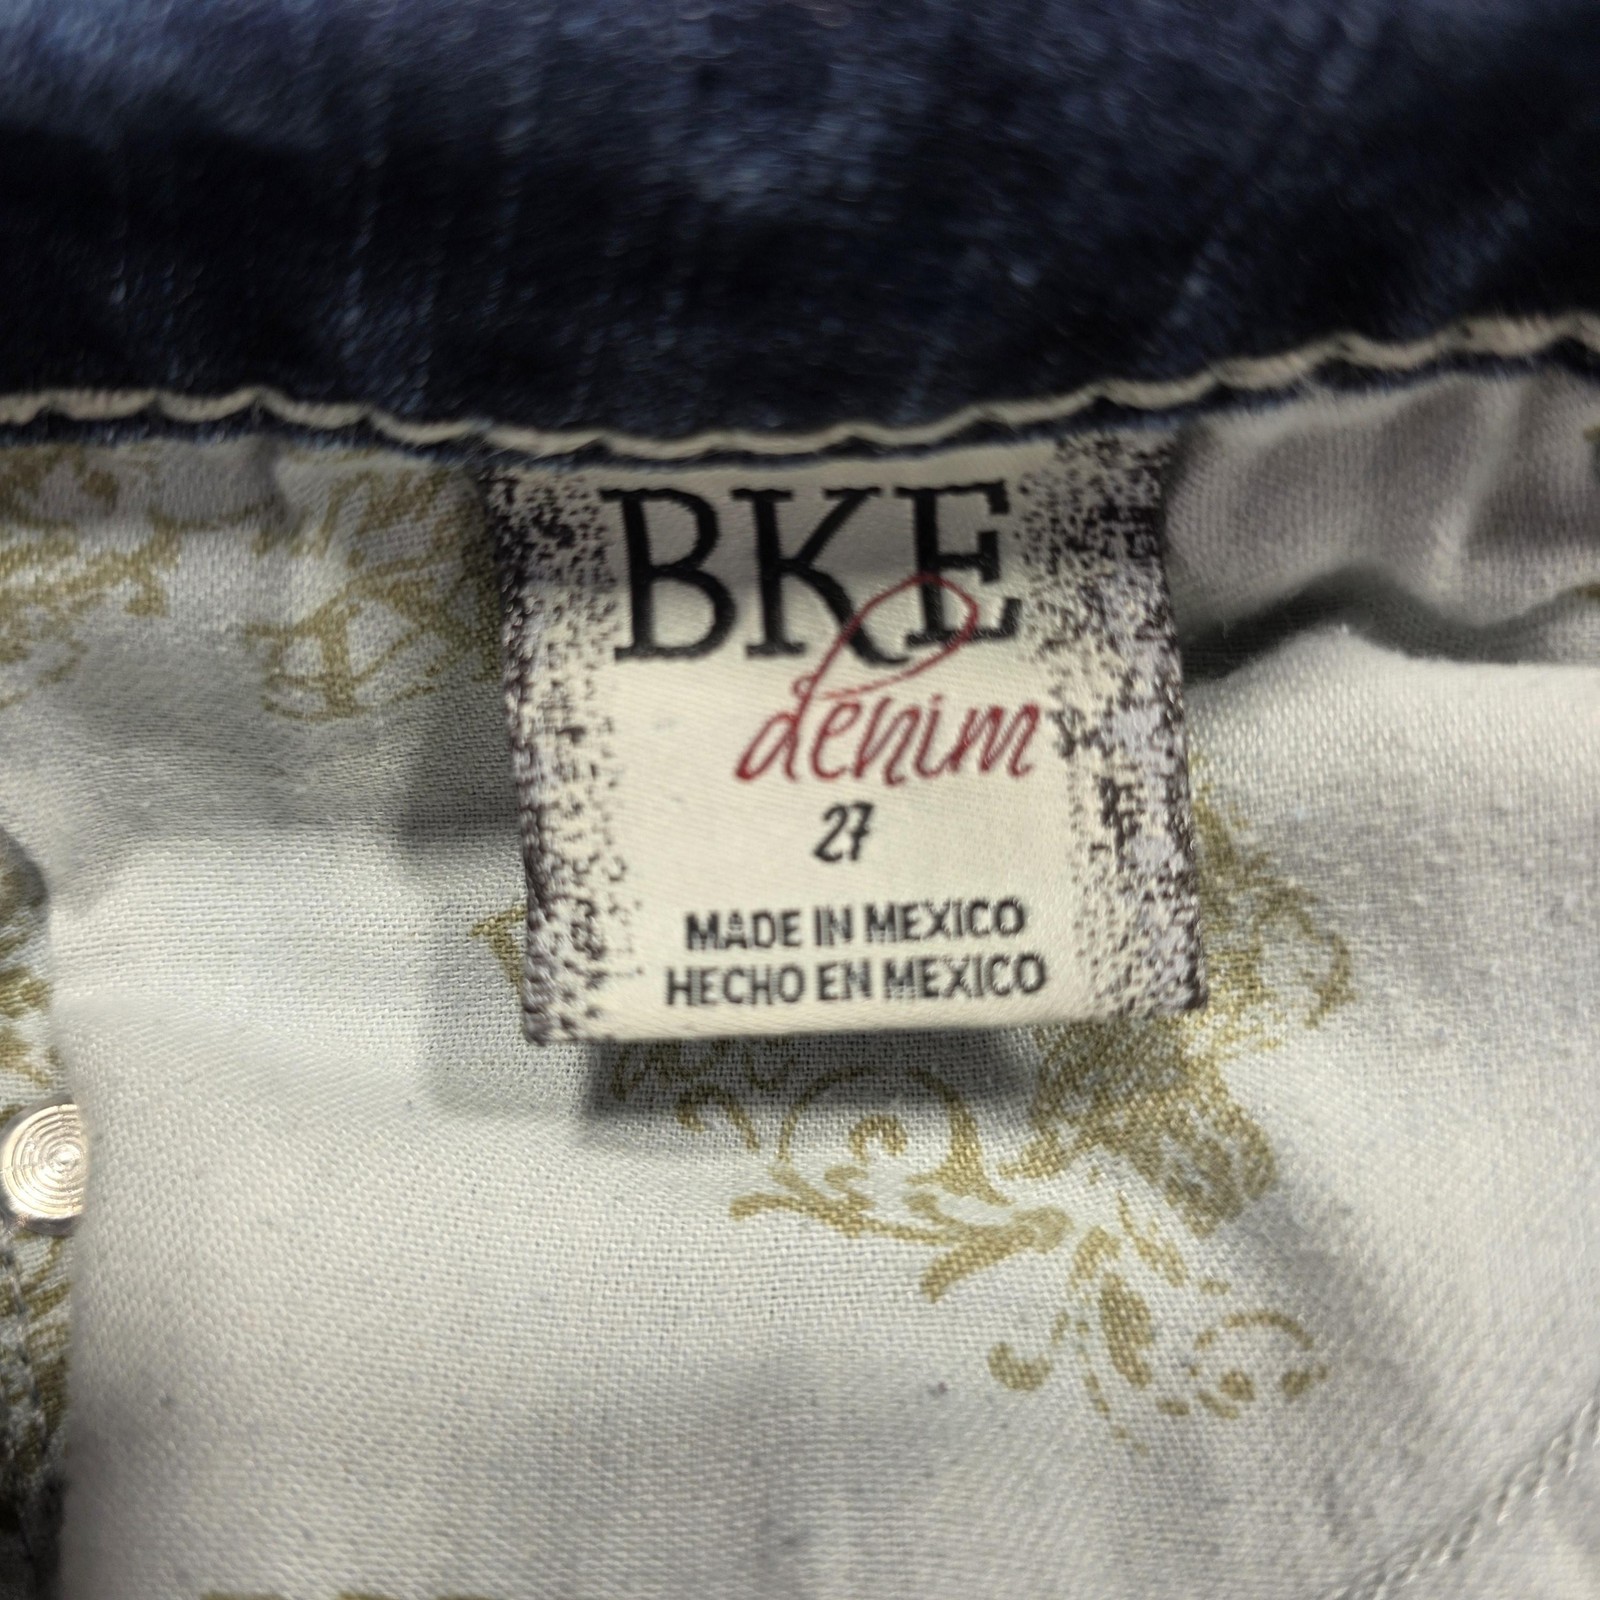 BKE
denim
27
MADE IN MEXICO
HECHO EN MEXICO